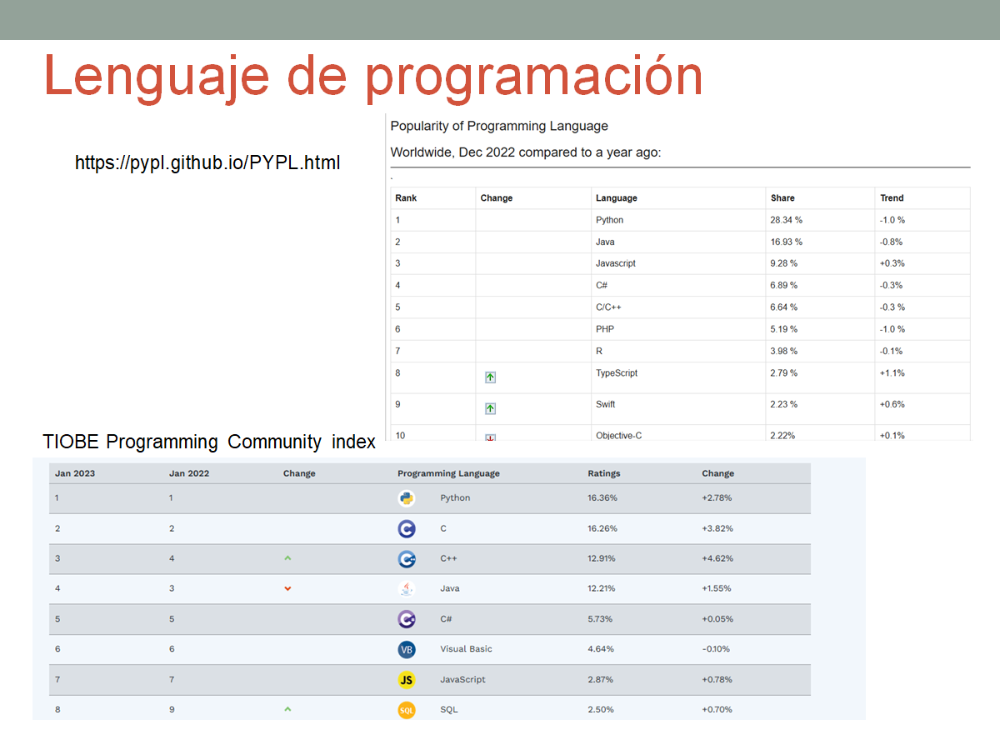 Lenguaje de programación
https://pypl.github.io/PYPL.html
Popularity of Programming Language
Worldwide, Dec 2022 compared to a year ago:
.
Rank Change Language Share Trend
1 Python 28.34 % -1.0 %
2 Java 16.93 % -0.8%
3 Javascript 9.28 % +0.3%
4 C# 6.89 % -0.3%
5 C/C++ 6.64 % -0.3 %
6 PHP 5.19 % -1.0 %
7 R 3.98 % -0.1%
8 TypeScript 2.79 % +1.1%
9 Swift 2.23 % +0.6%
10 Objective-C 2.22% +0.1%
TIOBE Programming Community index
Jan 2023 Jan 2022 Change Programming Language Ratings Change
1 1 Python 16.36% +2.78%
2 2 C C 16.26% +3.82%
3 4 C++ C++ 12.91% +4.62%
4 3 Java 12.21% +1.55%
5 5 C C# 5.73% +0.05%
6 6 VB Visual Basic 4.64% -0.10%
7 7 JS JavaScript 2.87% +0.78%
8 9 SQL SQL 2.50% +0.70%